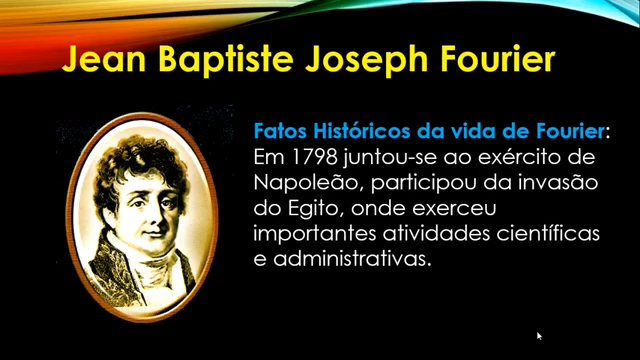 Jean Baptiste Joseph Fourier
Fatos Históricos da vida de Fourier:
Em 1798 juntou-se ao exército de
Napoleão, participou da invasão
do Egito, onde exerceu
importantes atividades científicas
e administrativas.